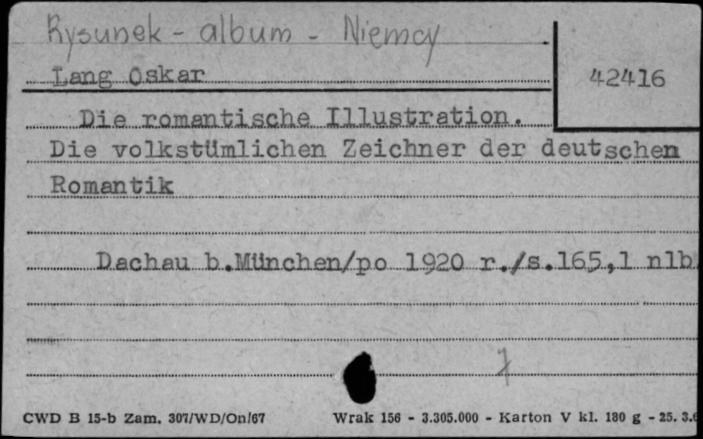 Rysunek - album - Niemcy
Lang Oskar
42416
Die romantische Illustration.
Die volkstümlichen Zeichner der deutschen
Romantik
Dachau b.München/po 1920 r./s.165,1 nlb
CWD B 15-b Zam. 307/WD/On/67 Wrak 156 - 3.305.000 - Karton V kl. 180 g - 25. 3.6